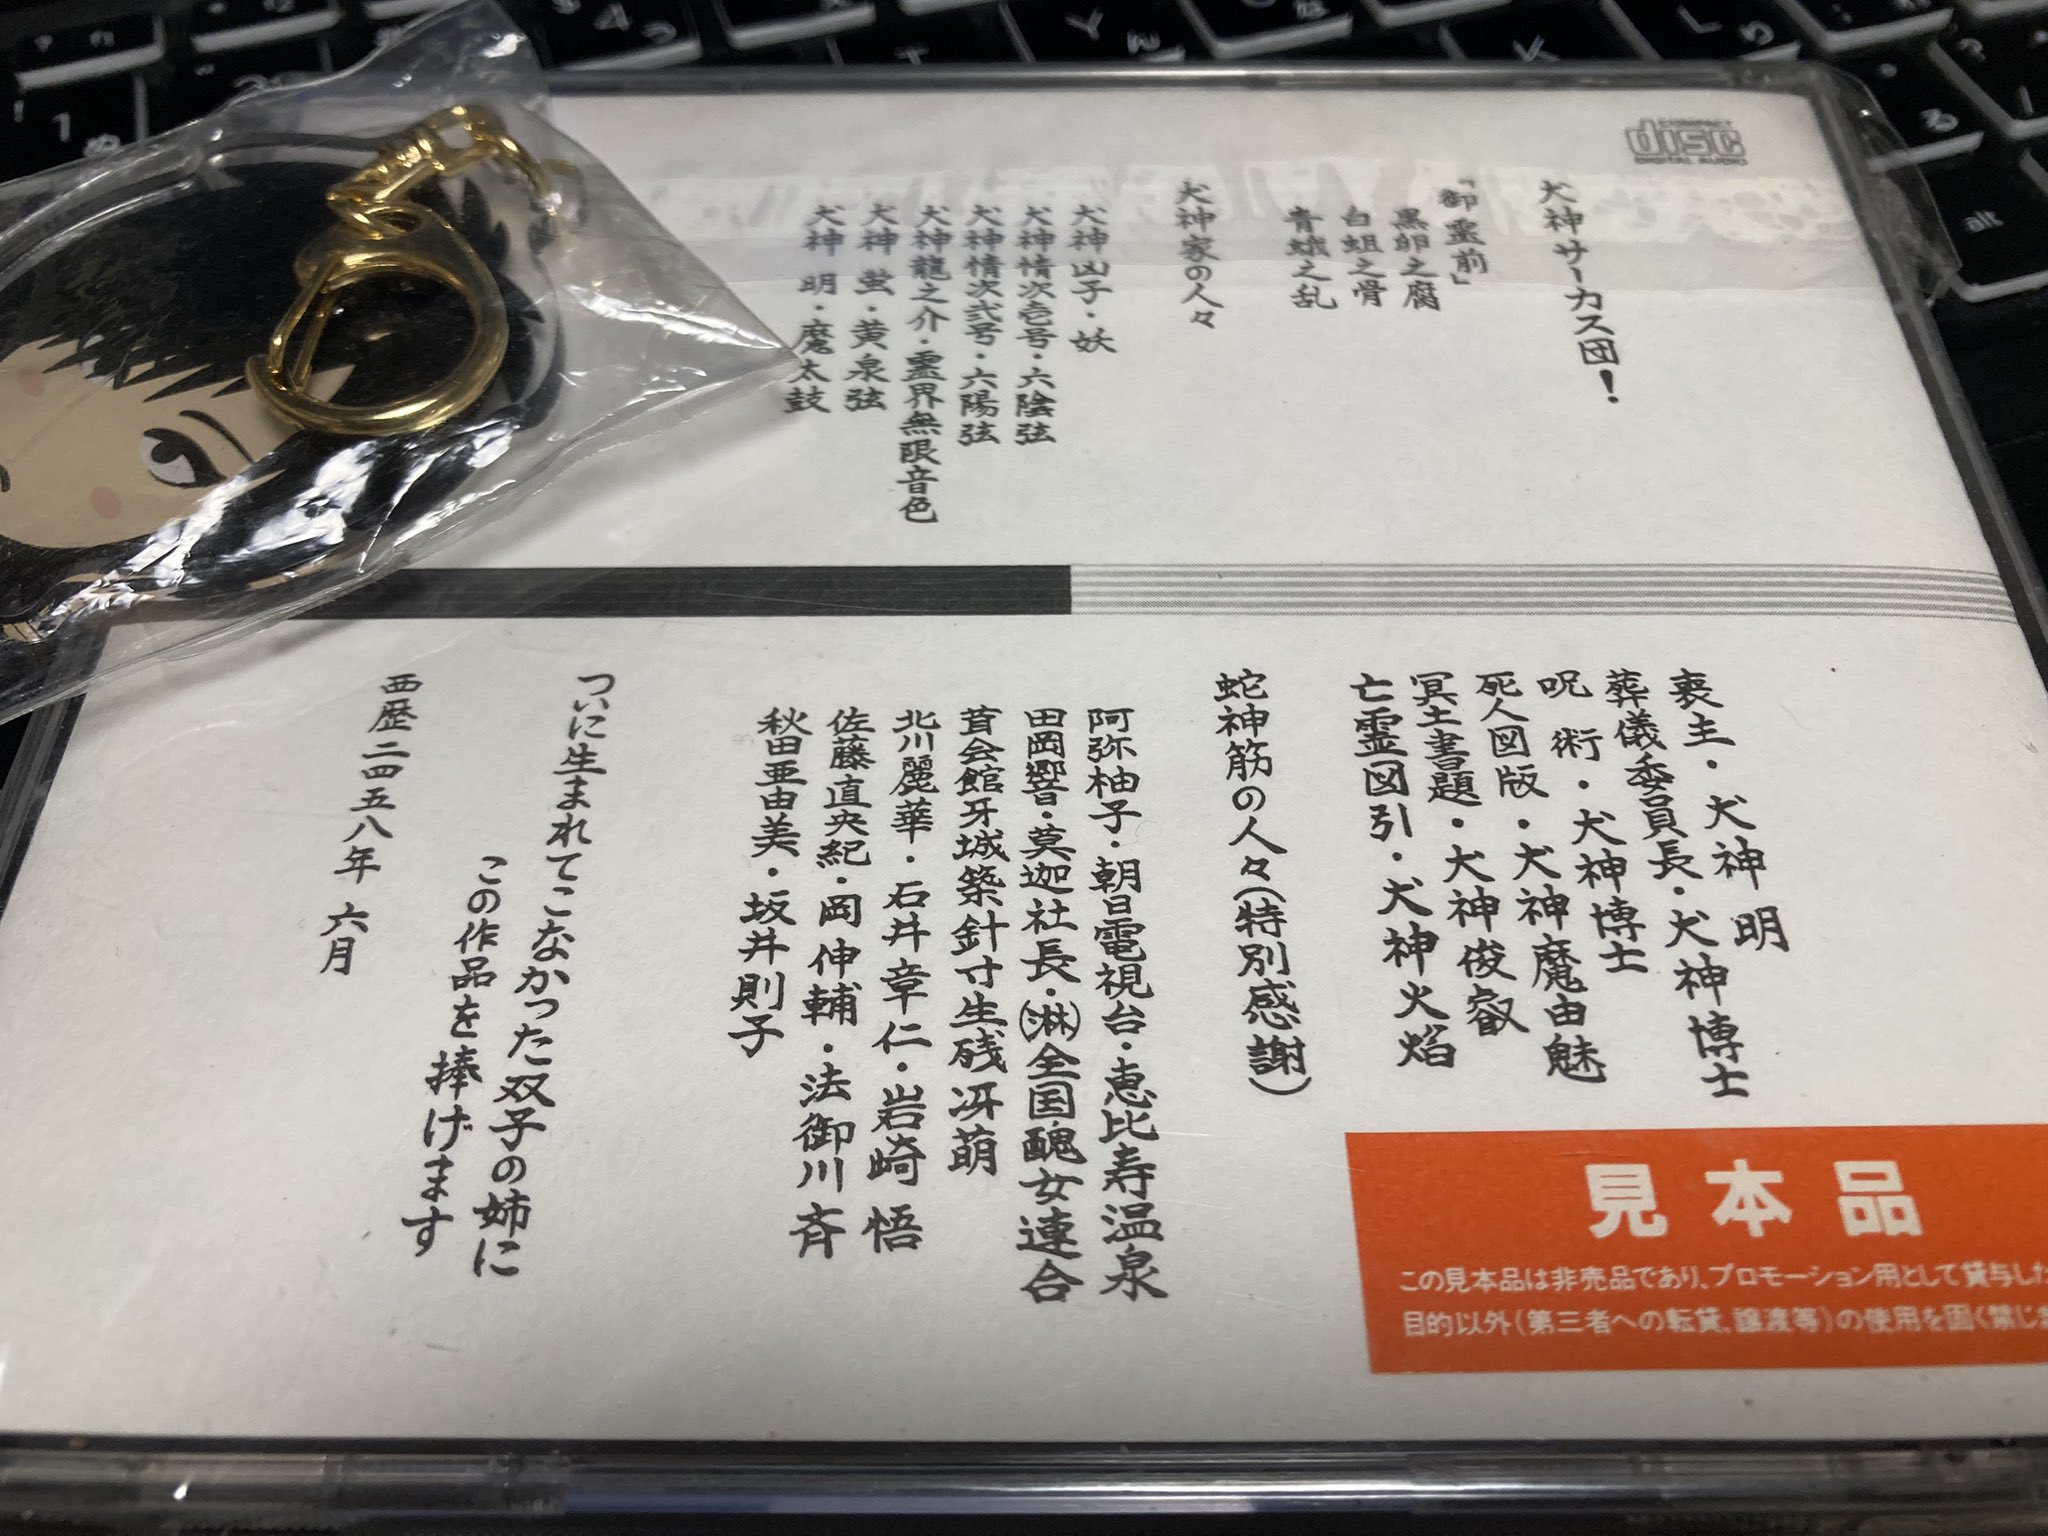 COMPACT
disc
DIGITAL AUDIO
犬神サーカス団!
「御霊前」
黒卵之腐
白蛆之骨
青蛾之乱
犬神家の人々
犬神凶子・妖
犬神情次壱号・六陰弦
犬神情次弐号・六陽弦
犬神龍之介・霊界無限音色
犬神 蛍・黄泉弦
犬神 明・魔太鼓
喪主・犬神 明
葬儀委員長・犬神博士
呪 術・犬神博士
死人図版・犬神魔由魅
冥土書題・犬神俊叡
亡霊図引・犬神火焔
蛇神筋の人々(特別感謝)
阿弥柚子・朝日電視台・恵比寿温泉
田岡響・莫迦社長・㈱全国醜女連合
茸会館牙城築針寸生残冴萌
北川麗華・石井章仁・岩崎 悟
佐藤直央紀・岡 伸輔・法御川 斉
秋田亜由美・坂井則子
ついに生まれてこなかった双子の姉に
この作品を捧げます
西歴二四五八年 六月
見本品
この見本品は非売品であり、プロモーション用として貸与した
目的以外(第三者への転貸、譲渡等)の使用を固く禁じ
alt